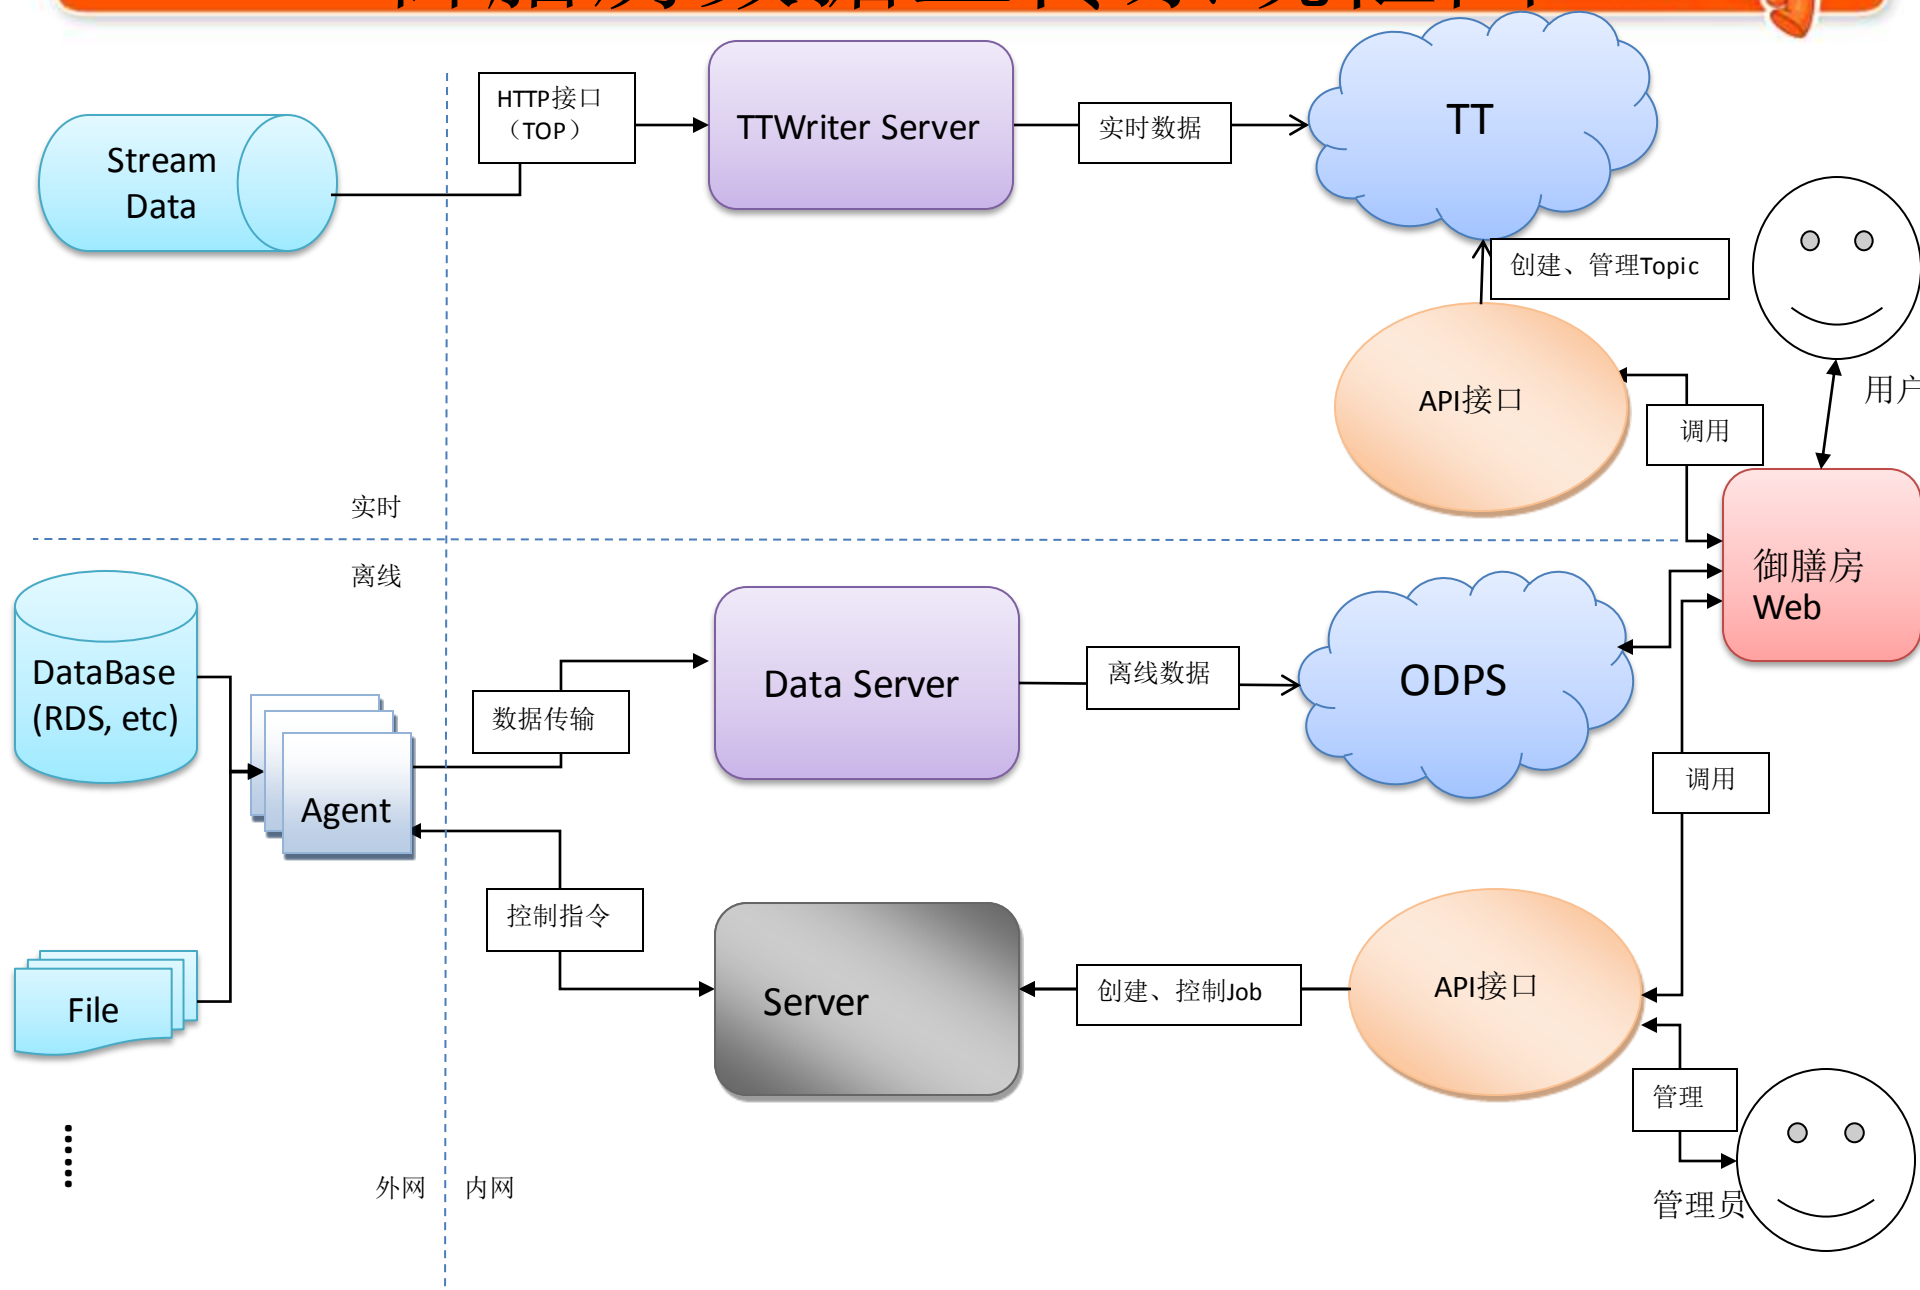 HTTP接口
（TOP）
Stream
Data
TTWriter Server
实时数据
TT
创建、管理Topic
API接口
调用
用户
实时
离线
御膳房
Web
DataBase
(RDS, etc)
Agent
数据传输
Data Server
离线数据
ODPS
调用
控制指令
Server
创建、控制Job
API接口
File
管理
管理员
......
外网
内网